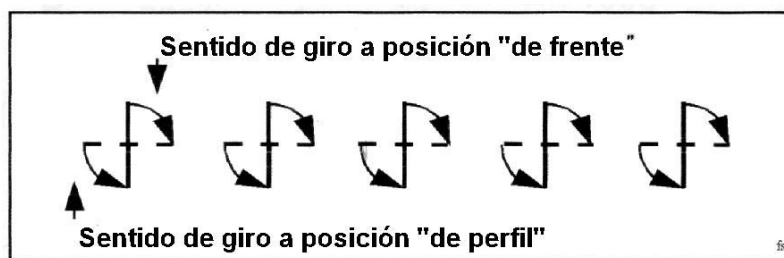 Sentido de giro a posición "de frente"
Sentido de giro a posición "de perfil"